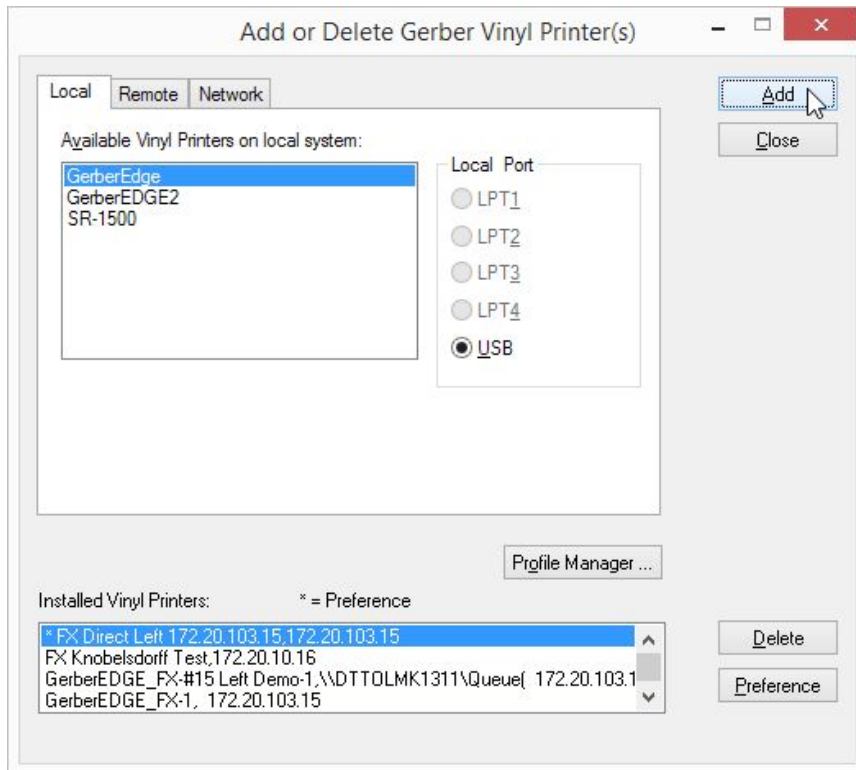 Add or Delete Gerber Vinyl Printer(s)
Local Remote Network
Add
Close
Available Vinyl Printers on local system:
GerberEdge
GerberEDGE2
SR-1500
Local Port
LPT1
LPT2
LPT3
LPT4
USB
Profile Manager ...
Installed Vinyl Printers: * = Preference
* FX Direct Left 172.20.103.15,172.20.103.15
FX Knobelsdorff Test,172.20.10.16
GerberEDGE_FX-#15 Left Demo-1,\\DTTOLMK1311\Queue( 172.20.103.1
GerberEDGE_FX-1, 172.20.103.15
Delete
Preference